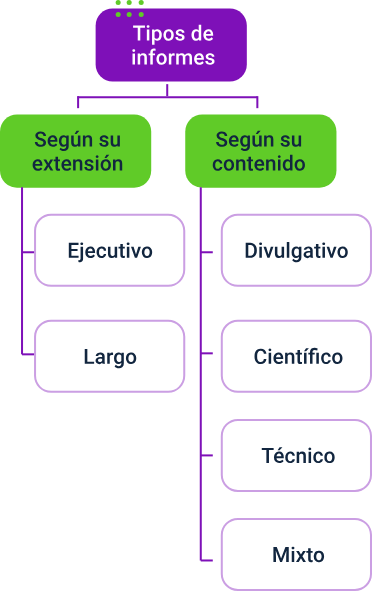 Tipos de
informes
Según su
extensión
Ejecutivo
Largo
Según su
contenido
Divulgativo
Científico
Técnico
Mixto